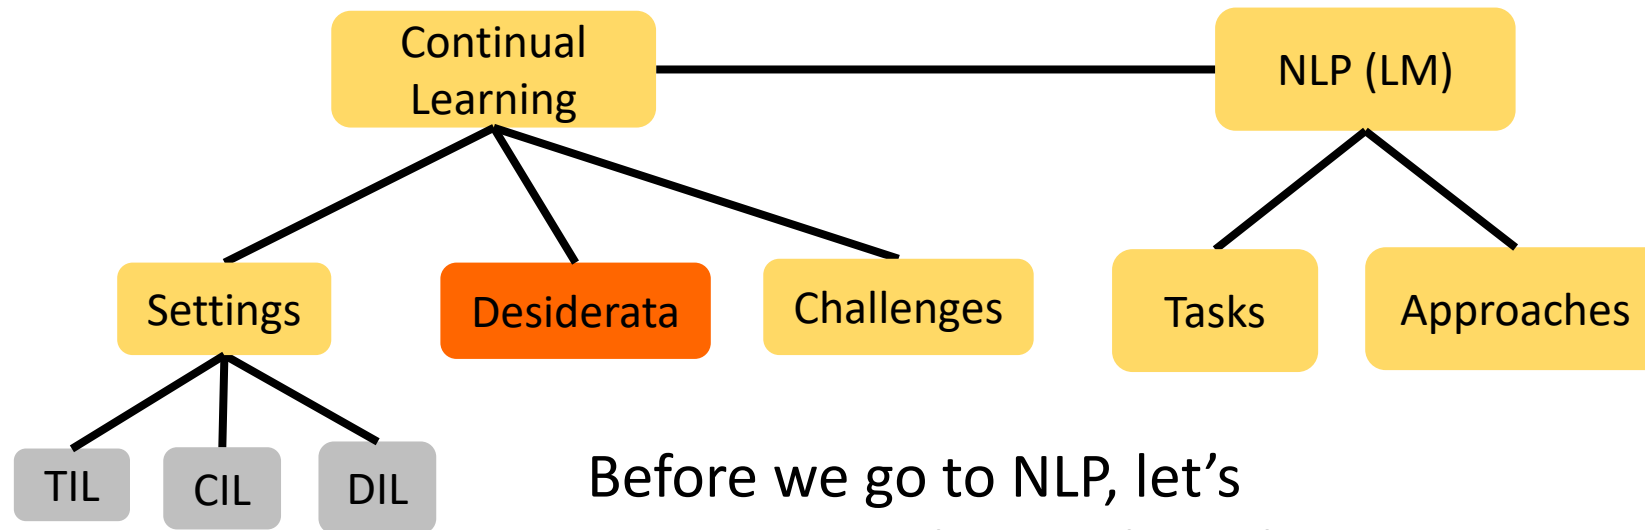 Continual
Learning
NLP (LM)
Settings
Desiderata
Challenges
Tasks
Approaches
TIL
CIL
DIL
Before we go to NLP, let’s